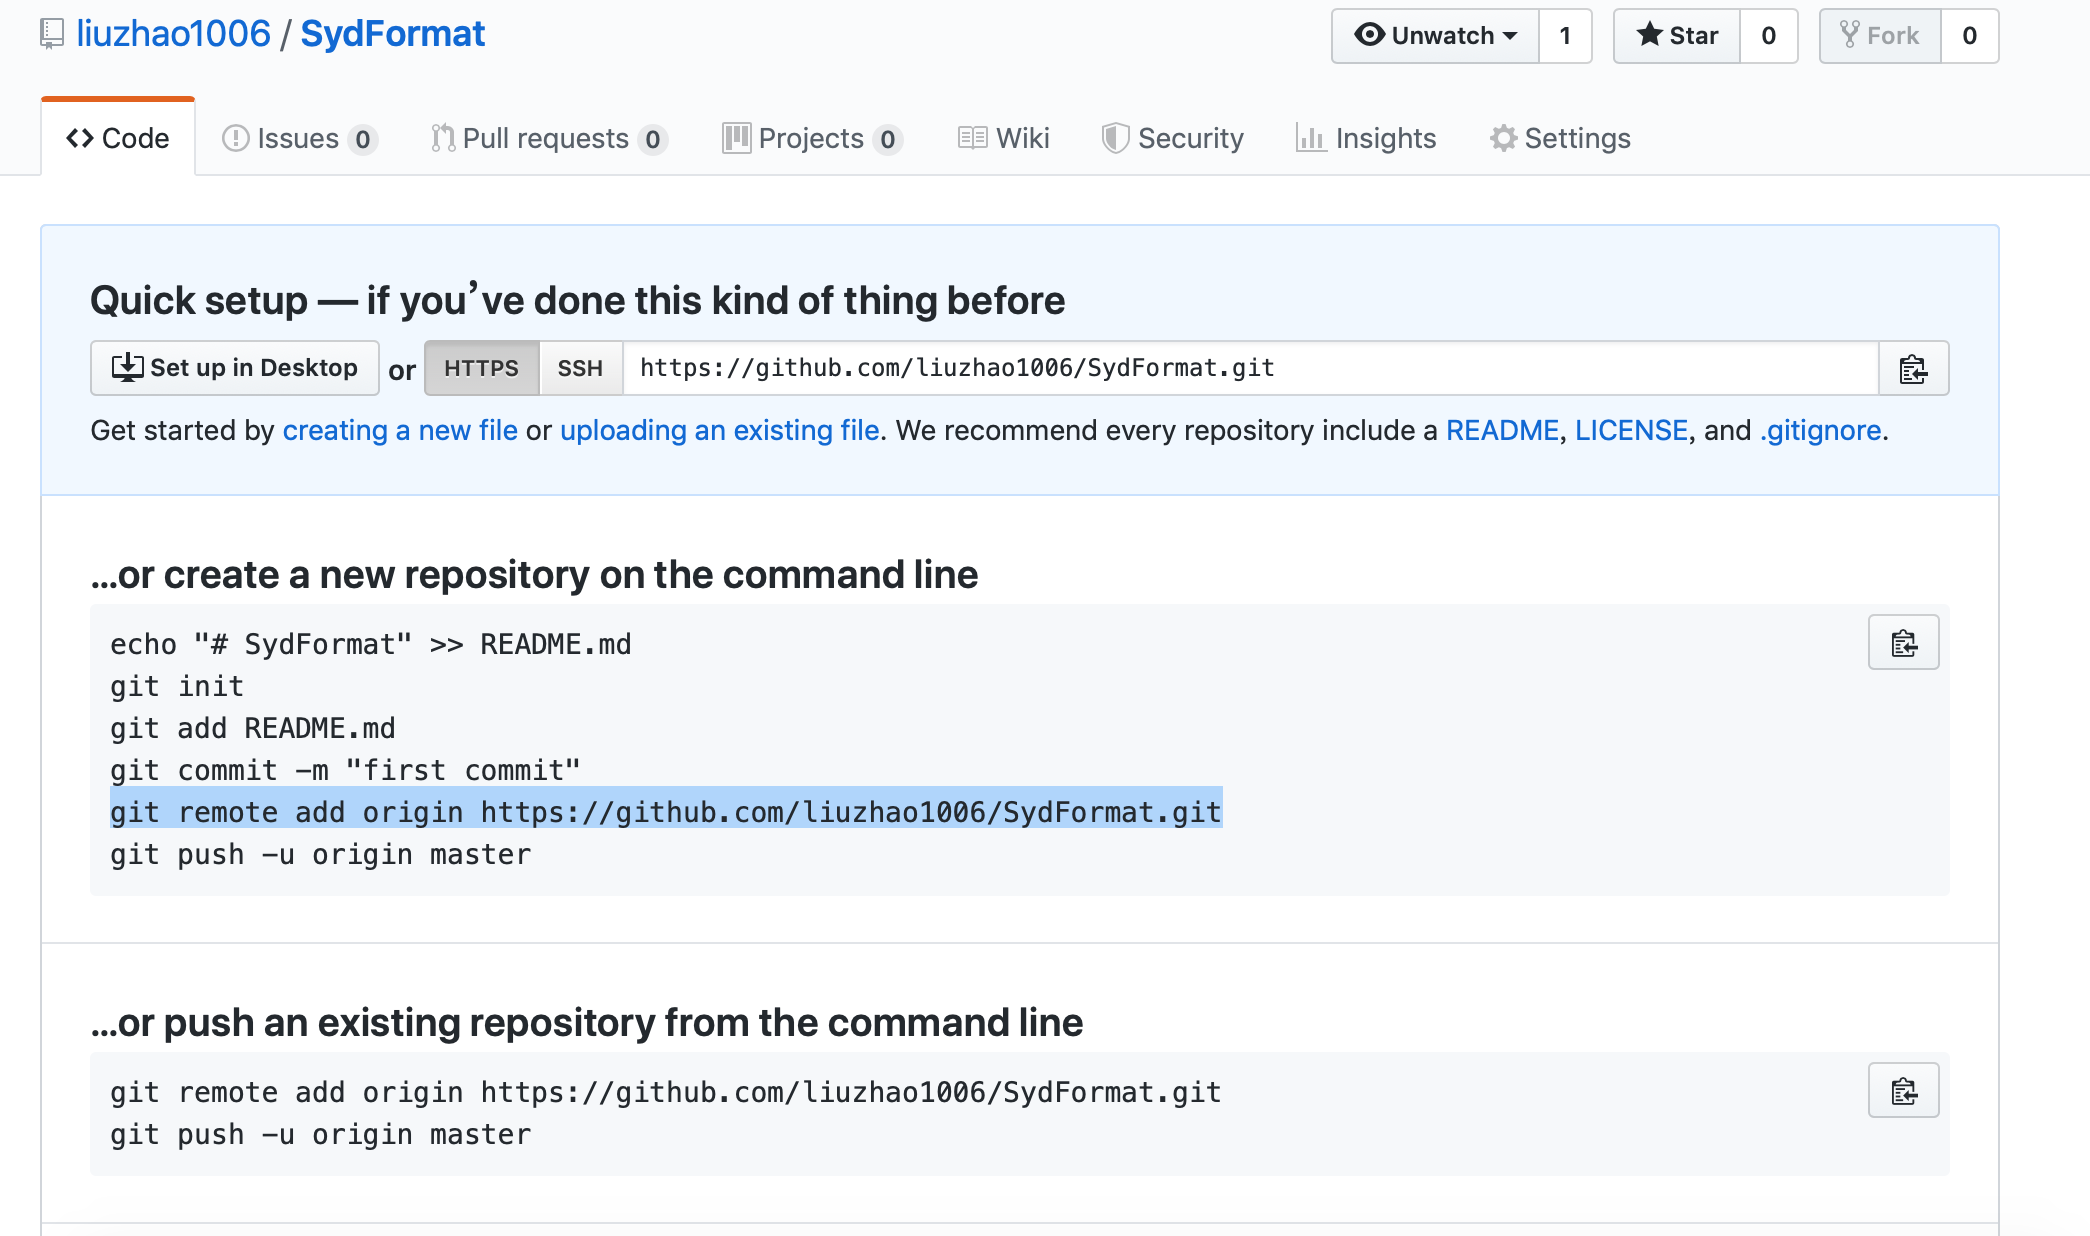 liuzhao1006 / SydFormat
Unwatch 1 Star 0 Fork 0
Code Issues 0 Pull requests 0 Projects 0 Wiki Security Insights Settings
Quick setup — if you’ve done this kind of thing before
Set up in Desktop or HTTPS SSH https://github.com/liuzhao1006/SydFormat.git
Get started by creating a new file or uploading an existing file. We recommend every repository include a README, LICENSE, and .gitignore.
…or create a new repository on the command line
echo "# SydFormat" >> README.md
git init
git add README.md
git commit -m "first commit"
git remote add origin https://github.com/liuzhao1006/SydFormat.git
git push -u origin master
…or push an existing repository from the command line
git remote add origin https://github.com/liuzhao1006/SydFormat.git
git push -u origin master